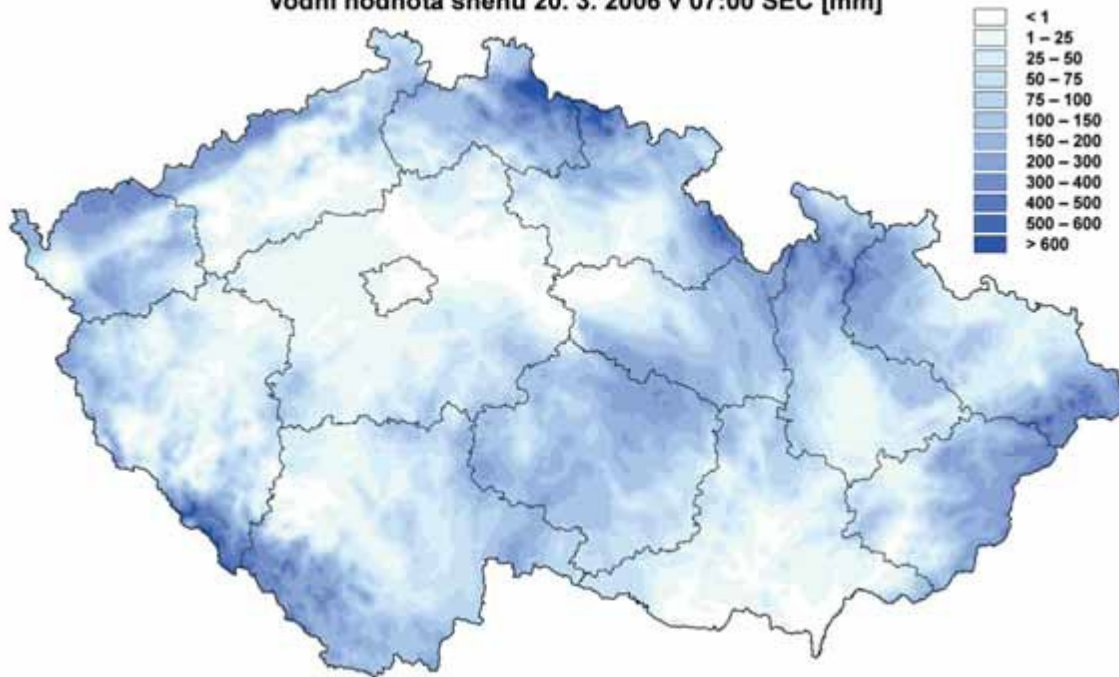 Vodní hodnota sněhu 20. 3. 2006 v 07:00 SEČ [mm]
< 1
1 – 25
25 – 50
50 – 75
75 – 100
100 – 150
150 – 200
200 – 300
300 – 400
400 – 500
500 – 600
> 600